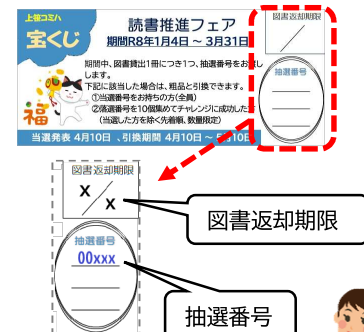 上笹コミハ
宝くじ
読書推進フェア
期間R8年1月4日 ～ 3月31日
期間中、図書貸出1冊につき1つ、抽選番号をお
します。
下記に該当した場合は、粗品と引換できます。
①当選番号をお持ちの方(全員)
②落選番号を10個集めてチャレンジに成功した
(当選した方を除く先着順、数量限定)
福
当選発表 4月10日 、引換期間 4月10日～5月10日
図書返却期限
／
抽選番号
図書返却期限
x／x
抽選番号
00xxx
図書返却期限
抽選番号